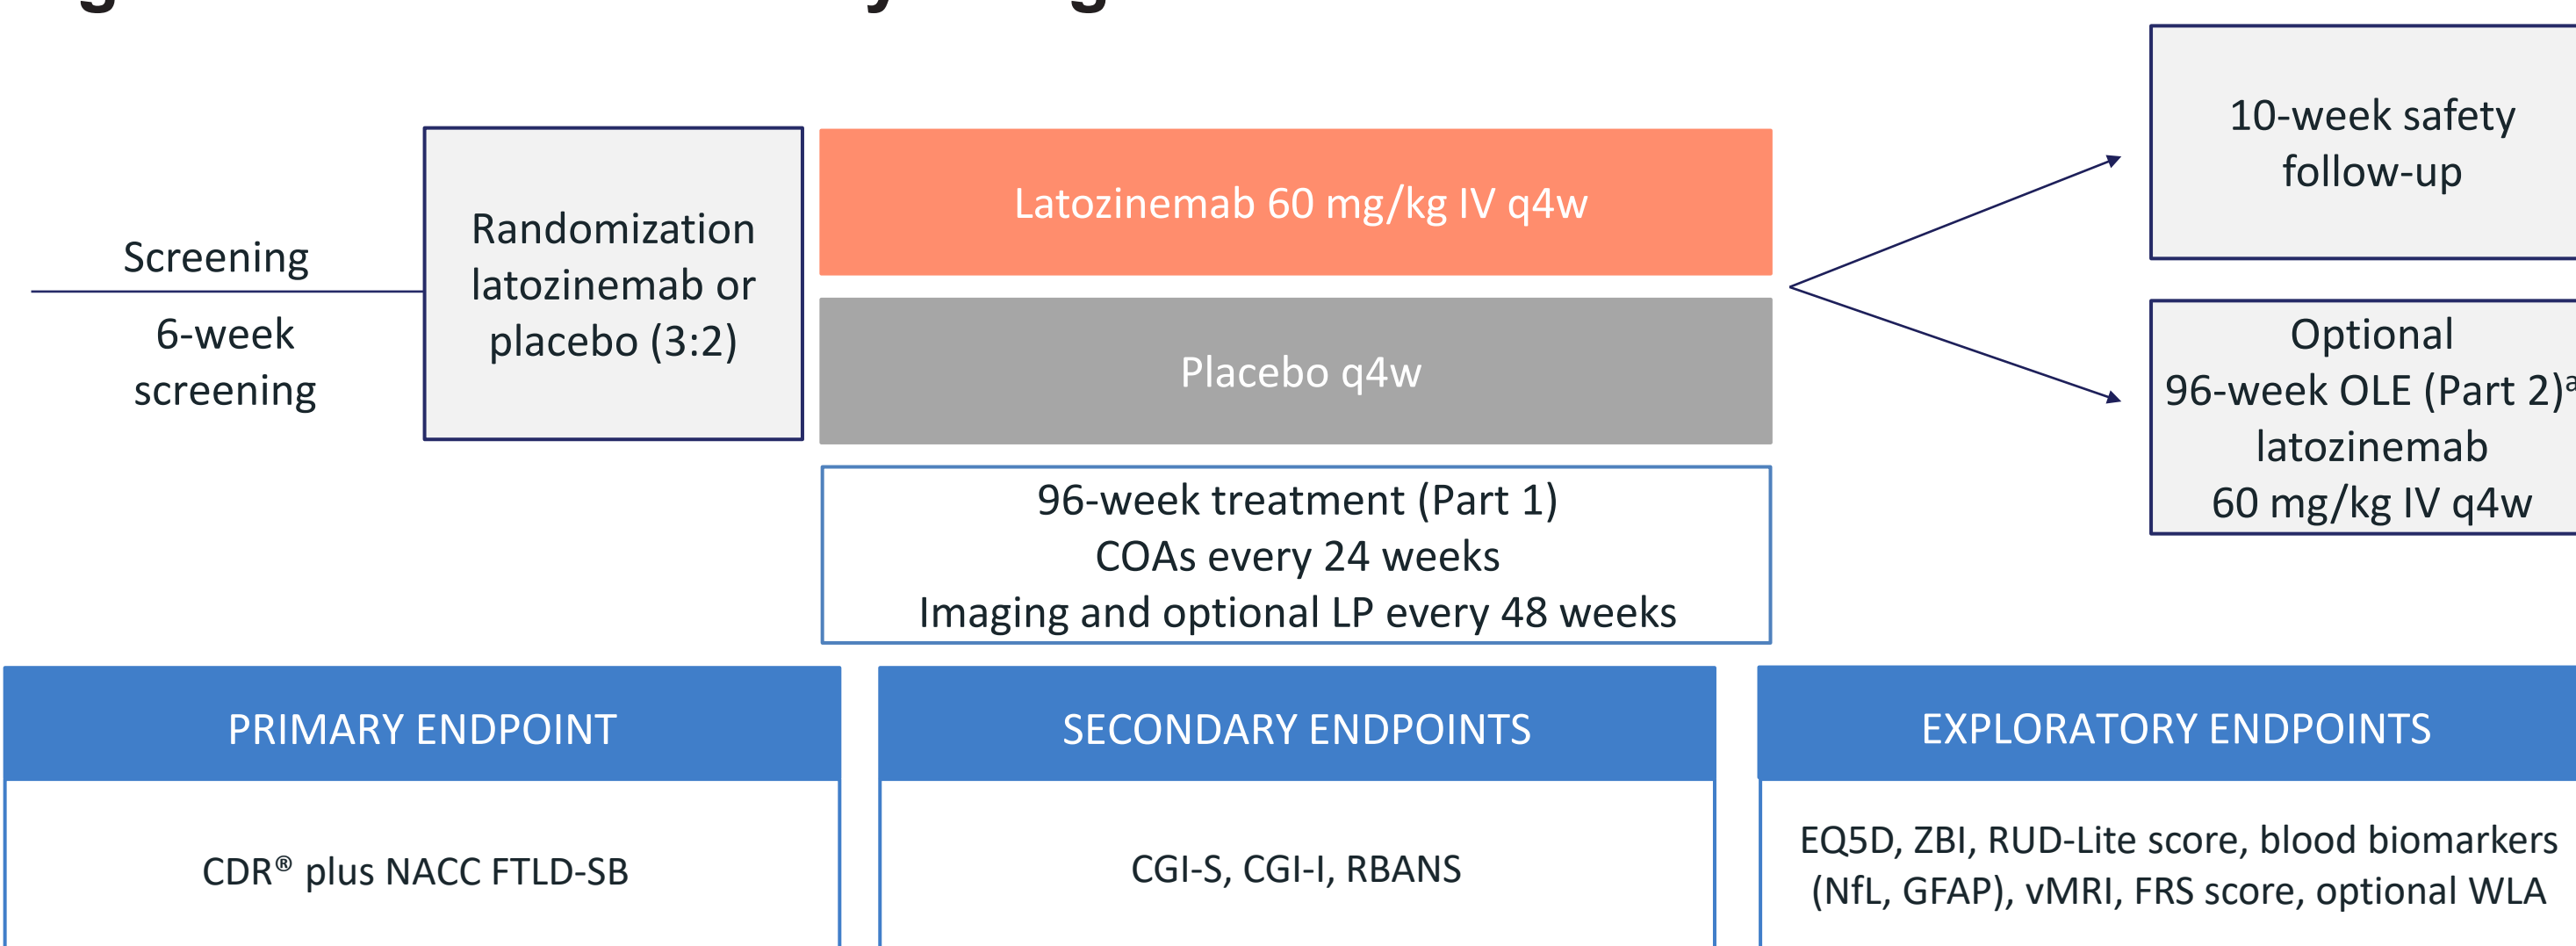 Screening
6-week
screening
Randomization
latozinemab or
placebo (3:2)
Latozinemab 60 mg/kg IV q4w
Placebo q4w
96-week treatment (Part 1)
COAs every 24 weeks
Imaging and optional LP every 48 weeks
10-week safety
follow-up
Optional
96-week OLE (Part 2)ᵃ
latozinemab
60 mg/kg IV q4w
PRIMARY ENDPOINT
CDR® plus NACC FTLD-SB
SECONDARY ENDPOINTS
CGI-S, CGI-I, RBANS
EXPLORATORY ENDPOINTS
EQ5D, ZBI, RUD-Lite score, blood biomarkers
(NfL, GFAP), vMRI, FRS score, optional WLA